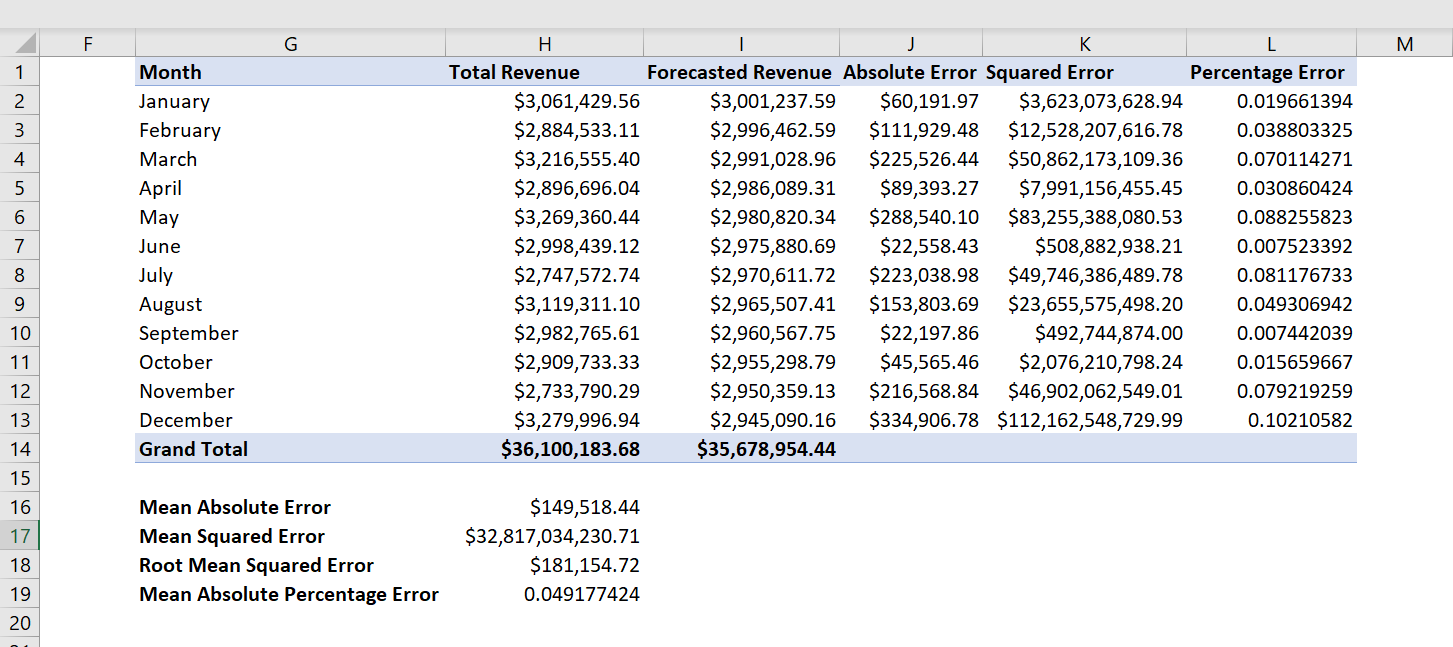 F G H I J K L M
1 Month Total Revenue Forecasted Revenue Absolute Error Squared Error Percentage Error
2 January $3,061,429.56 $3,001,237.59 $60,191.97 $3,623,073,628.94 0.019661394
3 February $2,884,533.11 $2,996,462.59 $111,929.48 $12,528,207,616.78 0.038803325
4 March $3,216,555.40 $2,991,028.96 $225,526.44 $50,862,173,109.36 0.070114271
5 April $2,896,696.04 $2,986,089.31 $89,393.27 $7,991,156,455.45 0.030860424
6 May $3,269,360.44 $2,980,820.34 $288,540.10 $83,255,388,080.53 0.088255823
7 June $2,998,439.12 $2,975,880.69 $22,558.43 $508,882,938.21 0.007523392
8 July $2,747,572.74 $2,970,611.72 $223,038.98 $49,746,386,489.78 0.081176733
9 August $3,119,311.10 $2,965,507.41 $153,803.69 $23,655,575,498.20 0.049306942
10 September $2,982,765.61 $2,960,567.75 $22,197.86 $492,744,874.00 0.007442039
11 October $2,909,733.33 $2,955,298.79 $45,565.46 $2,076,210,798.24 0.015659667
12 November $2,733,790.29 $2,950,359.13 $216,568.84 $46,902,062,549.01 0.079219259
13 December $3,279,996.94 $2,945,090.16 $334,906.78 $112,162,548,729.99 0.10210582
14 Grand Total $36,100,183.68 $35,678,954.44
15
16 Mean Absolute Error $149,518.44
17 Mean Squared Error $32,817,034,230.71
18 Root Mean Squared Error $181,154.72
19 Mean Absolute Percentage Error 0.049177424
20